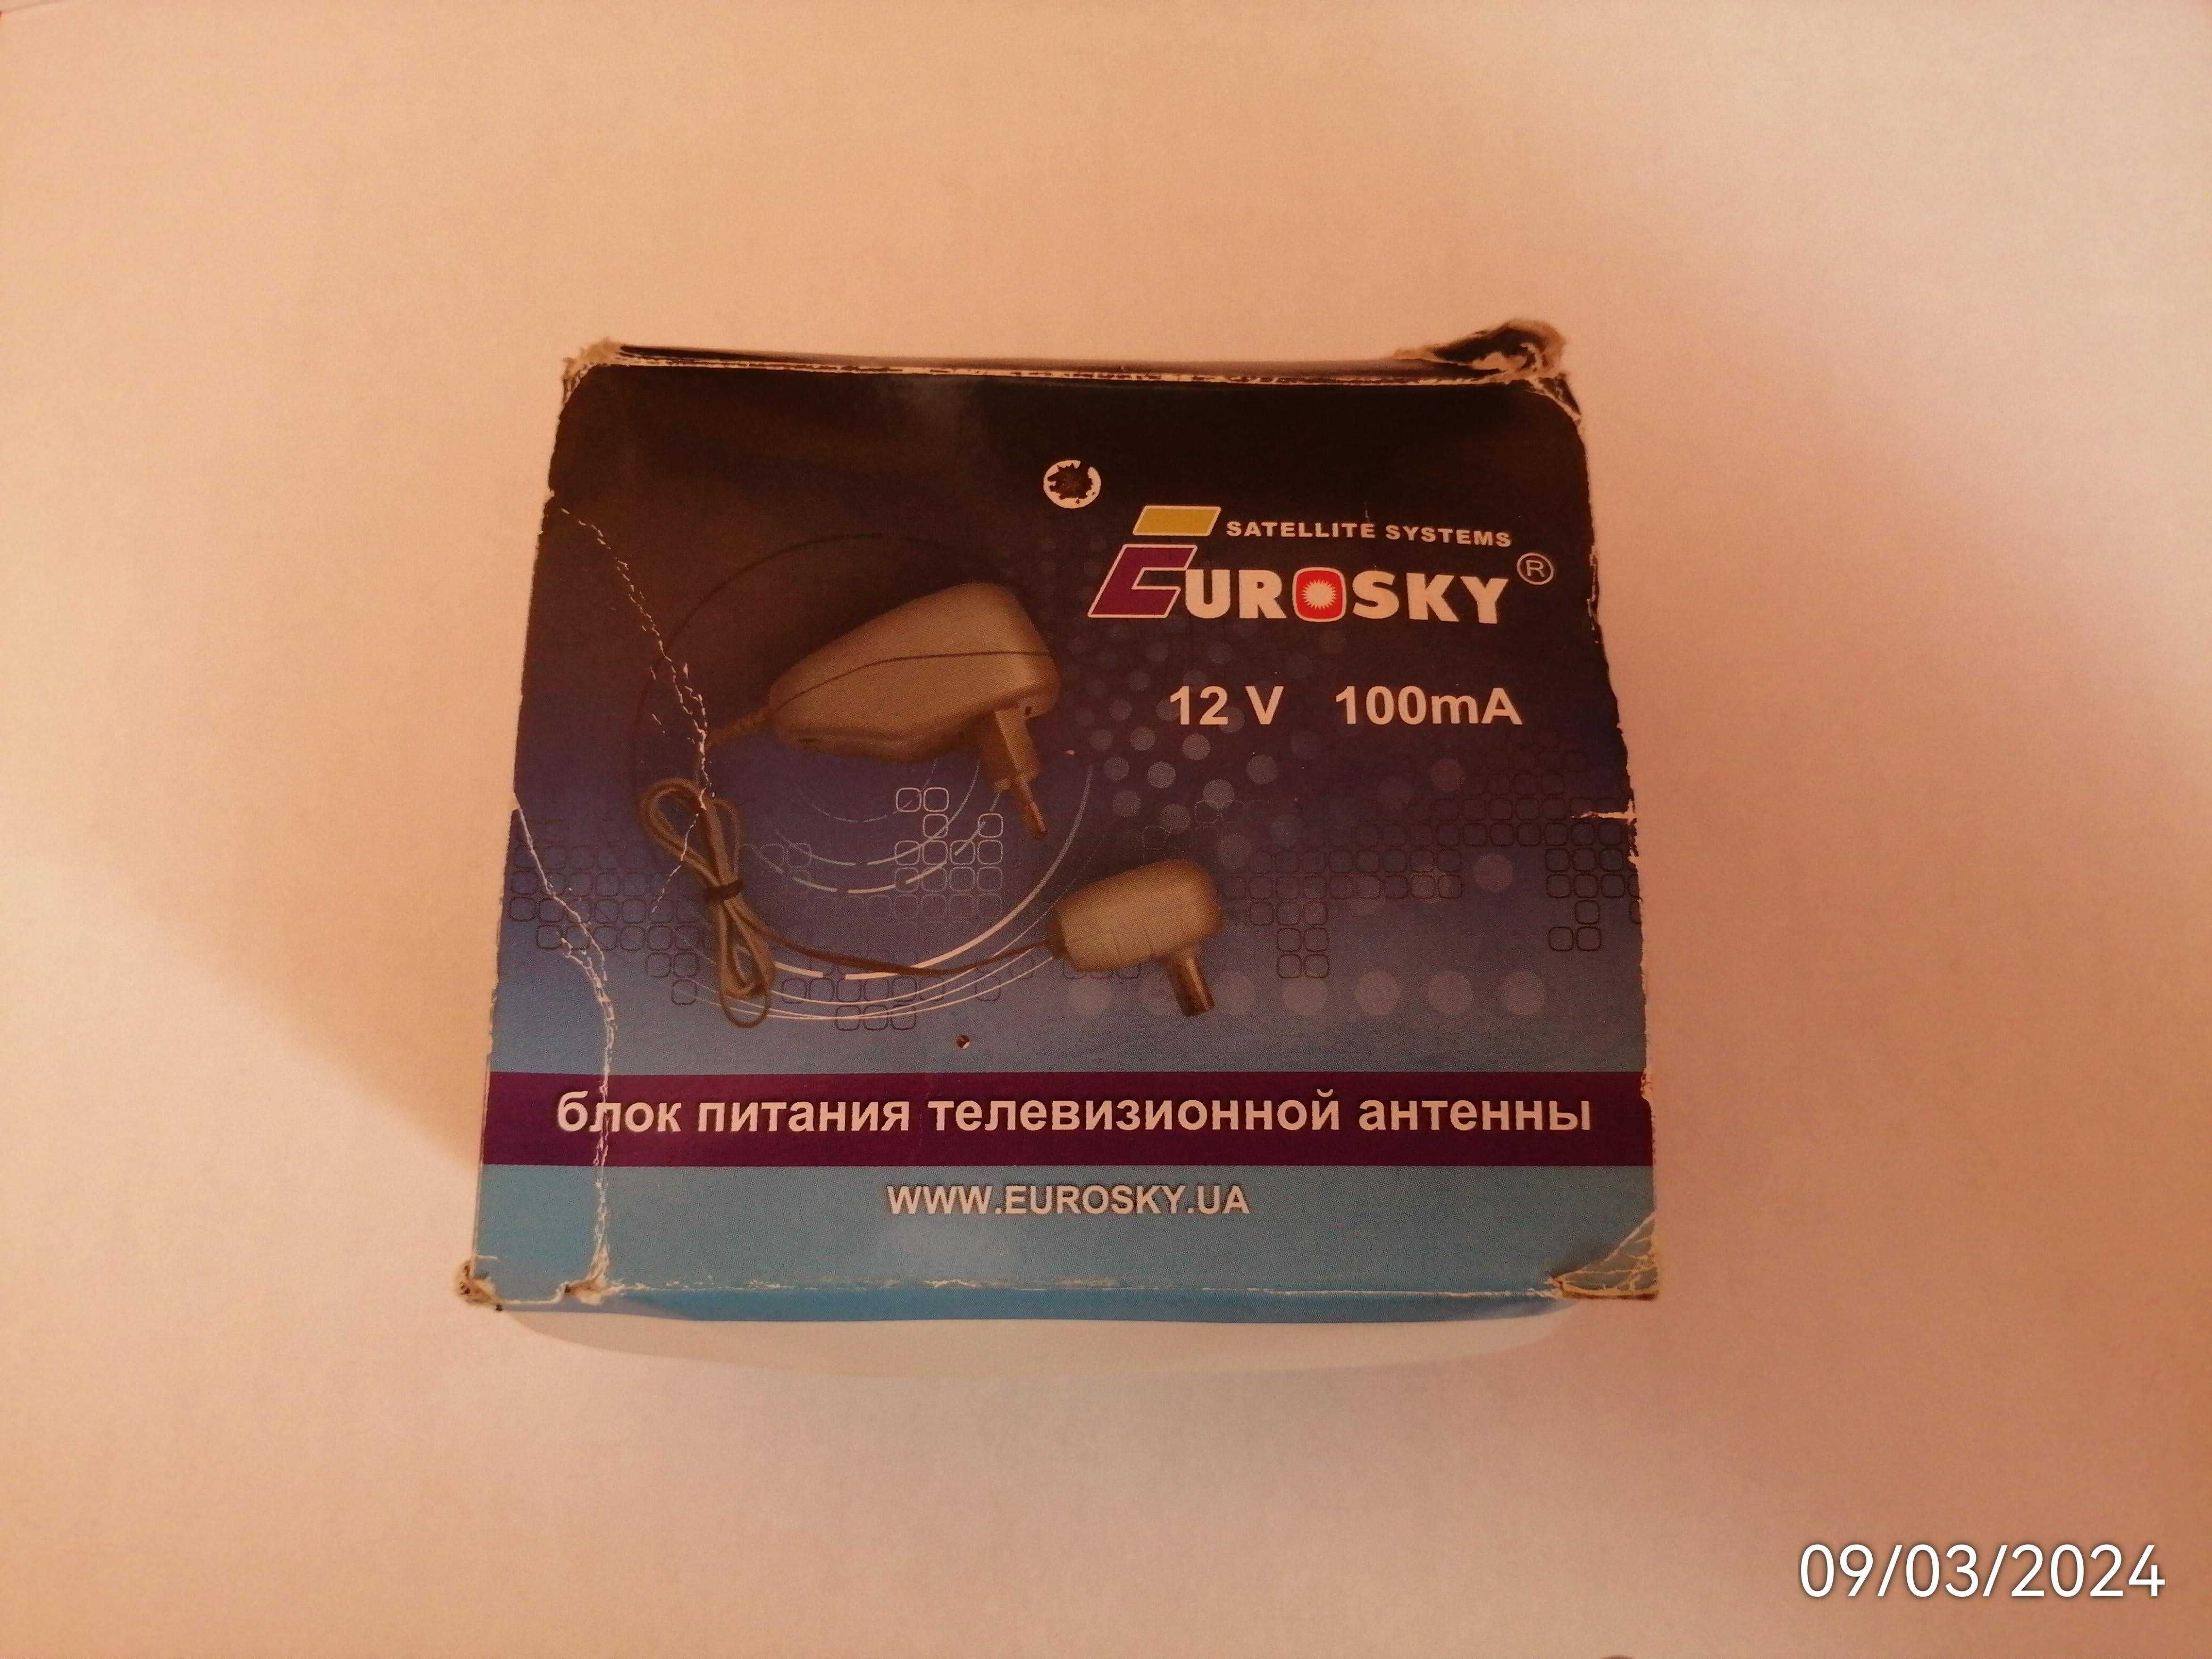 SATELLITE SYSTEMS
EUROSKY ®
12 V 100mA
блок питания телевизионной антенны
WWW.EUROSKY.UA
09/03/2024